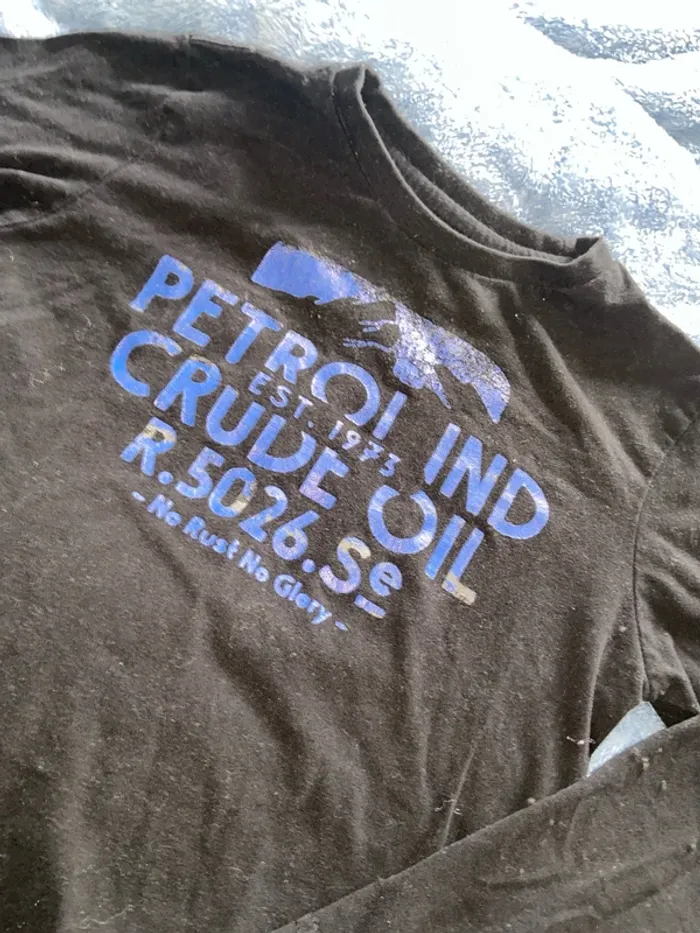 PETROL IND
EST. 1973
CRUDE OIL
R.5026.Se
- No Rust No Glory -